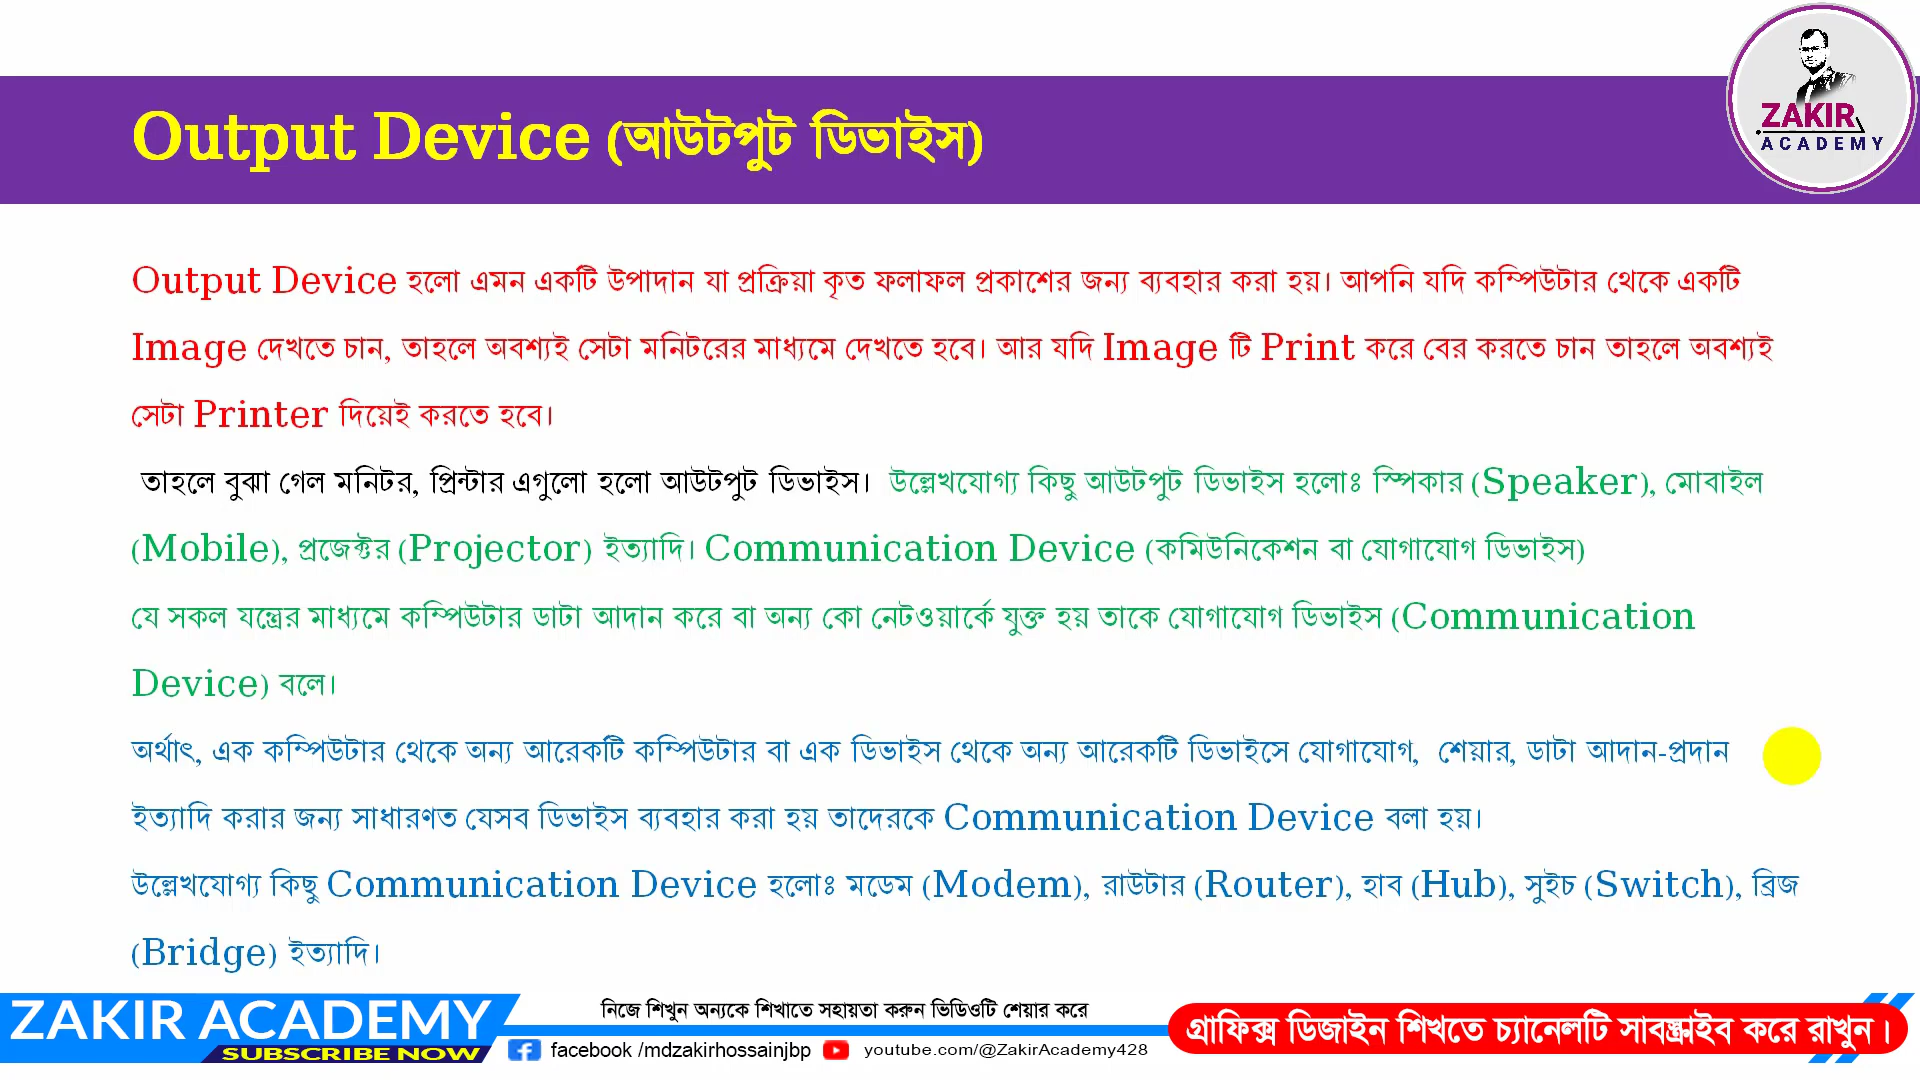 ZAKIR
ACADEMY
Output Device (আউটপুট ডিভাইস)
Output Device হলো এমন একটি উপাদান যা প্রক্রিয়া কৃত ফলাফল প্রকাশের জন্য ব্যবহার করা হয়। আপনি যদি কম্পিউটার থেকে একটি
Image দেখতে চান, তাহলে অবশ্যই সেটা মনিটরের মাধ্যমে দেখতে হবে। আর যদি Image টি Print করে বের করতে চান তাহলে অবশ্যই
সেটা Printer দিয়েই করতে হবে।
তাহলে বুঝা গেল মনিটর, প্রিন্টার এগুলো হলো আউটপুট ডিভাইস। উল্লেখযোগ্য কিছু আউটপুট ডিভাইস হলোঃ স্পিকার (Speaker), মোবাইল
(Mobile), প্রজেক্টর (Projector) ইত্যাদি। Communication Device (কমিউনিকেশন বা যোগাযোগ ডিভাইস)
যে সকল যন্ত্রের মাধ্যমে কম্পিউটার ডাটা আদান করে বা অন্য কো নেটওয়ার্কে যুক্ত হয় তাকে যোগাযোগ ডিভাইস (Communication
Device) বলে।
অর্থাৎ, এক কম্পিউটার থেকে অন্য আরেকটি কম্পিউটার বা এক ডিভাইস থেকে অন্য আরেকটি ডিভাইসে যোগাযোগ, শেয়ার, ডাটা আদান-প্রদান
ইত্যাদি করার জন্য সাধারণত যেসব ডিভাইস ব্যবহার করা হয় তাদেরকে Communication Device বলা হয়।
উল্লেখযোগ্য কিছু Communication Device হলোঃ মডেম (Modem), রাউটার (Router), হাব (Hub), সুইচ (Switch), ব্রিজ
(Bridge) ইত্যাদি।
ZAKIR ACADEMY
SUBSCRIBE NOW
নিজে শিখুন অন্যকে শিখাতে সহায়তা করুন ভিডিওটি শেয়ার করে
facebook /mdzakirhossainjbp youtube.com/@ZakirAcademy428
গ্রাফিক্স ডিজাইন শিখতে চ্যানেলটি সাবস্ক্রাইব করে রাখুন।